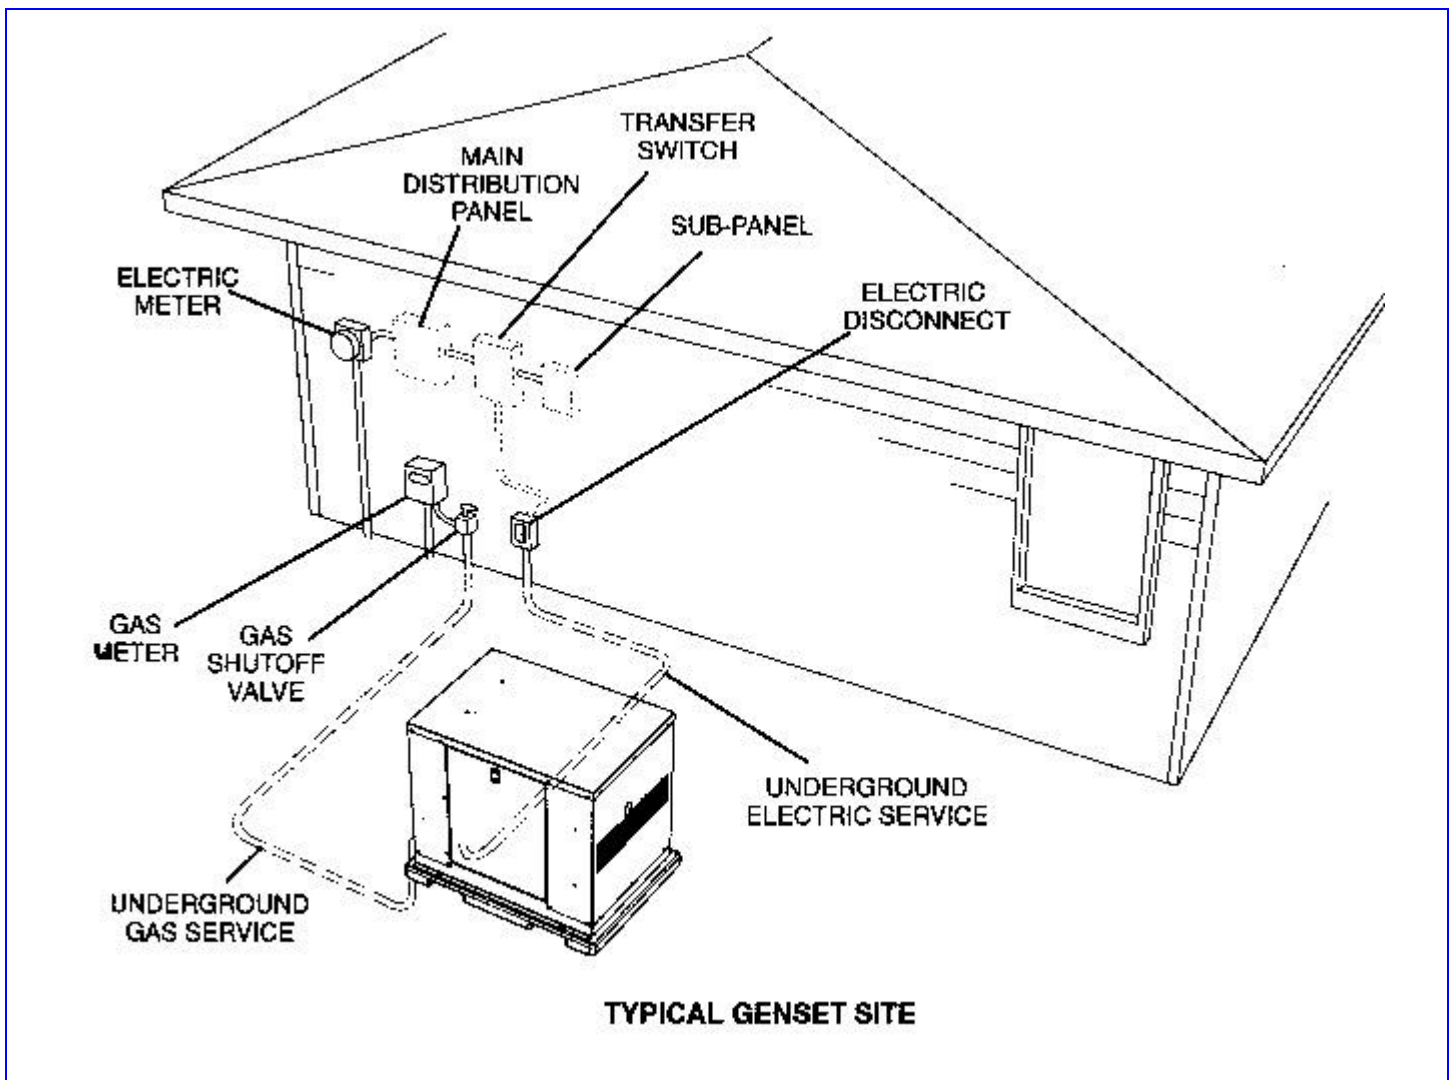 TRANSFER
SWITCH
MAIN
DISTRIBUTION
PANEL
SUB-PANEL
ELECTRIC
METER
ELECTRIC
DISCONNECT
GAS
METER
GAS
SHUTOFF
VALVE
UNDERGROUND
ELECTRIC SERVICE
UNDERGROUND
GAS SERVICE
TYPICAL GENSET SITE